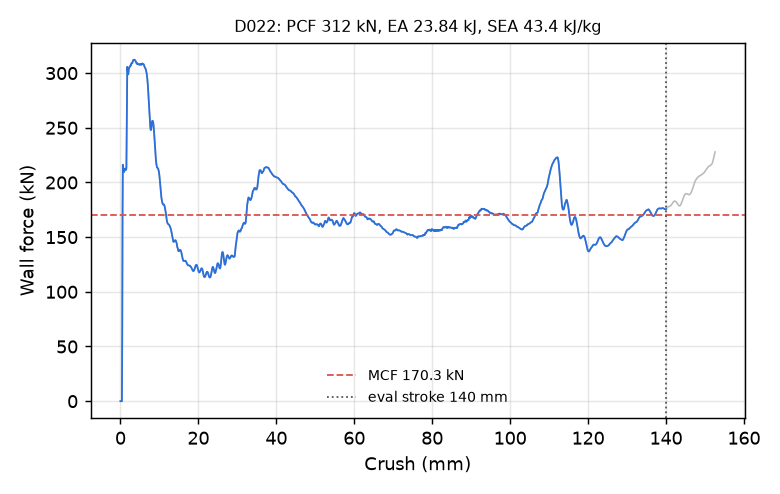 D022: PCF 312 kN, EA 23.84 kJ, SEA 43.4 kJ/kg
Wall force (kN)
300
250
200
150
100
50
0
MCF 170.3 kN
eval stroke 140 mm
0 20 40 60 80 100 120 140 160
Crush (mm)